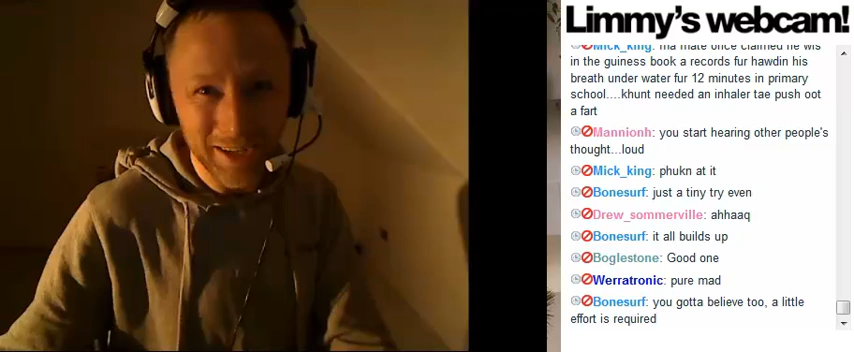 Limmy's webcam!
Mick_king: ma mate once claimed he wis
in the guiness book a records fur hawdin his
breath under water fur 12 minutes in primary
school....khunt needed an inhaler tae push oot
a fart
Mannionh: you start hearing other people's
thought...loud
Mick_king: phukn at it
Bonesurf: just a tiny try even
Drew_sommerville: ahhaaq
Bonesurf: it all builds up
Boglestone: Good one
Werratronic: pure mad
Bonesurf: you gotta believe too, a little
effort is required